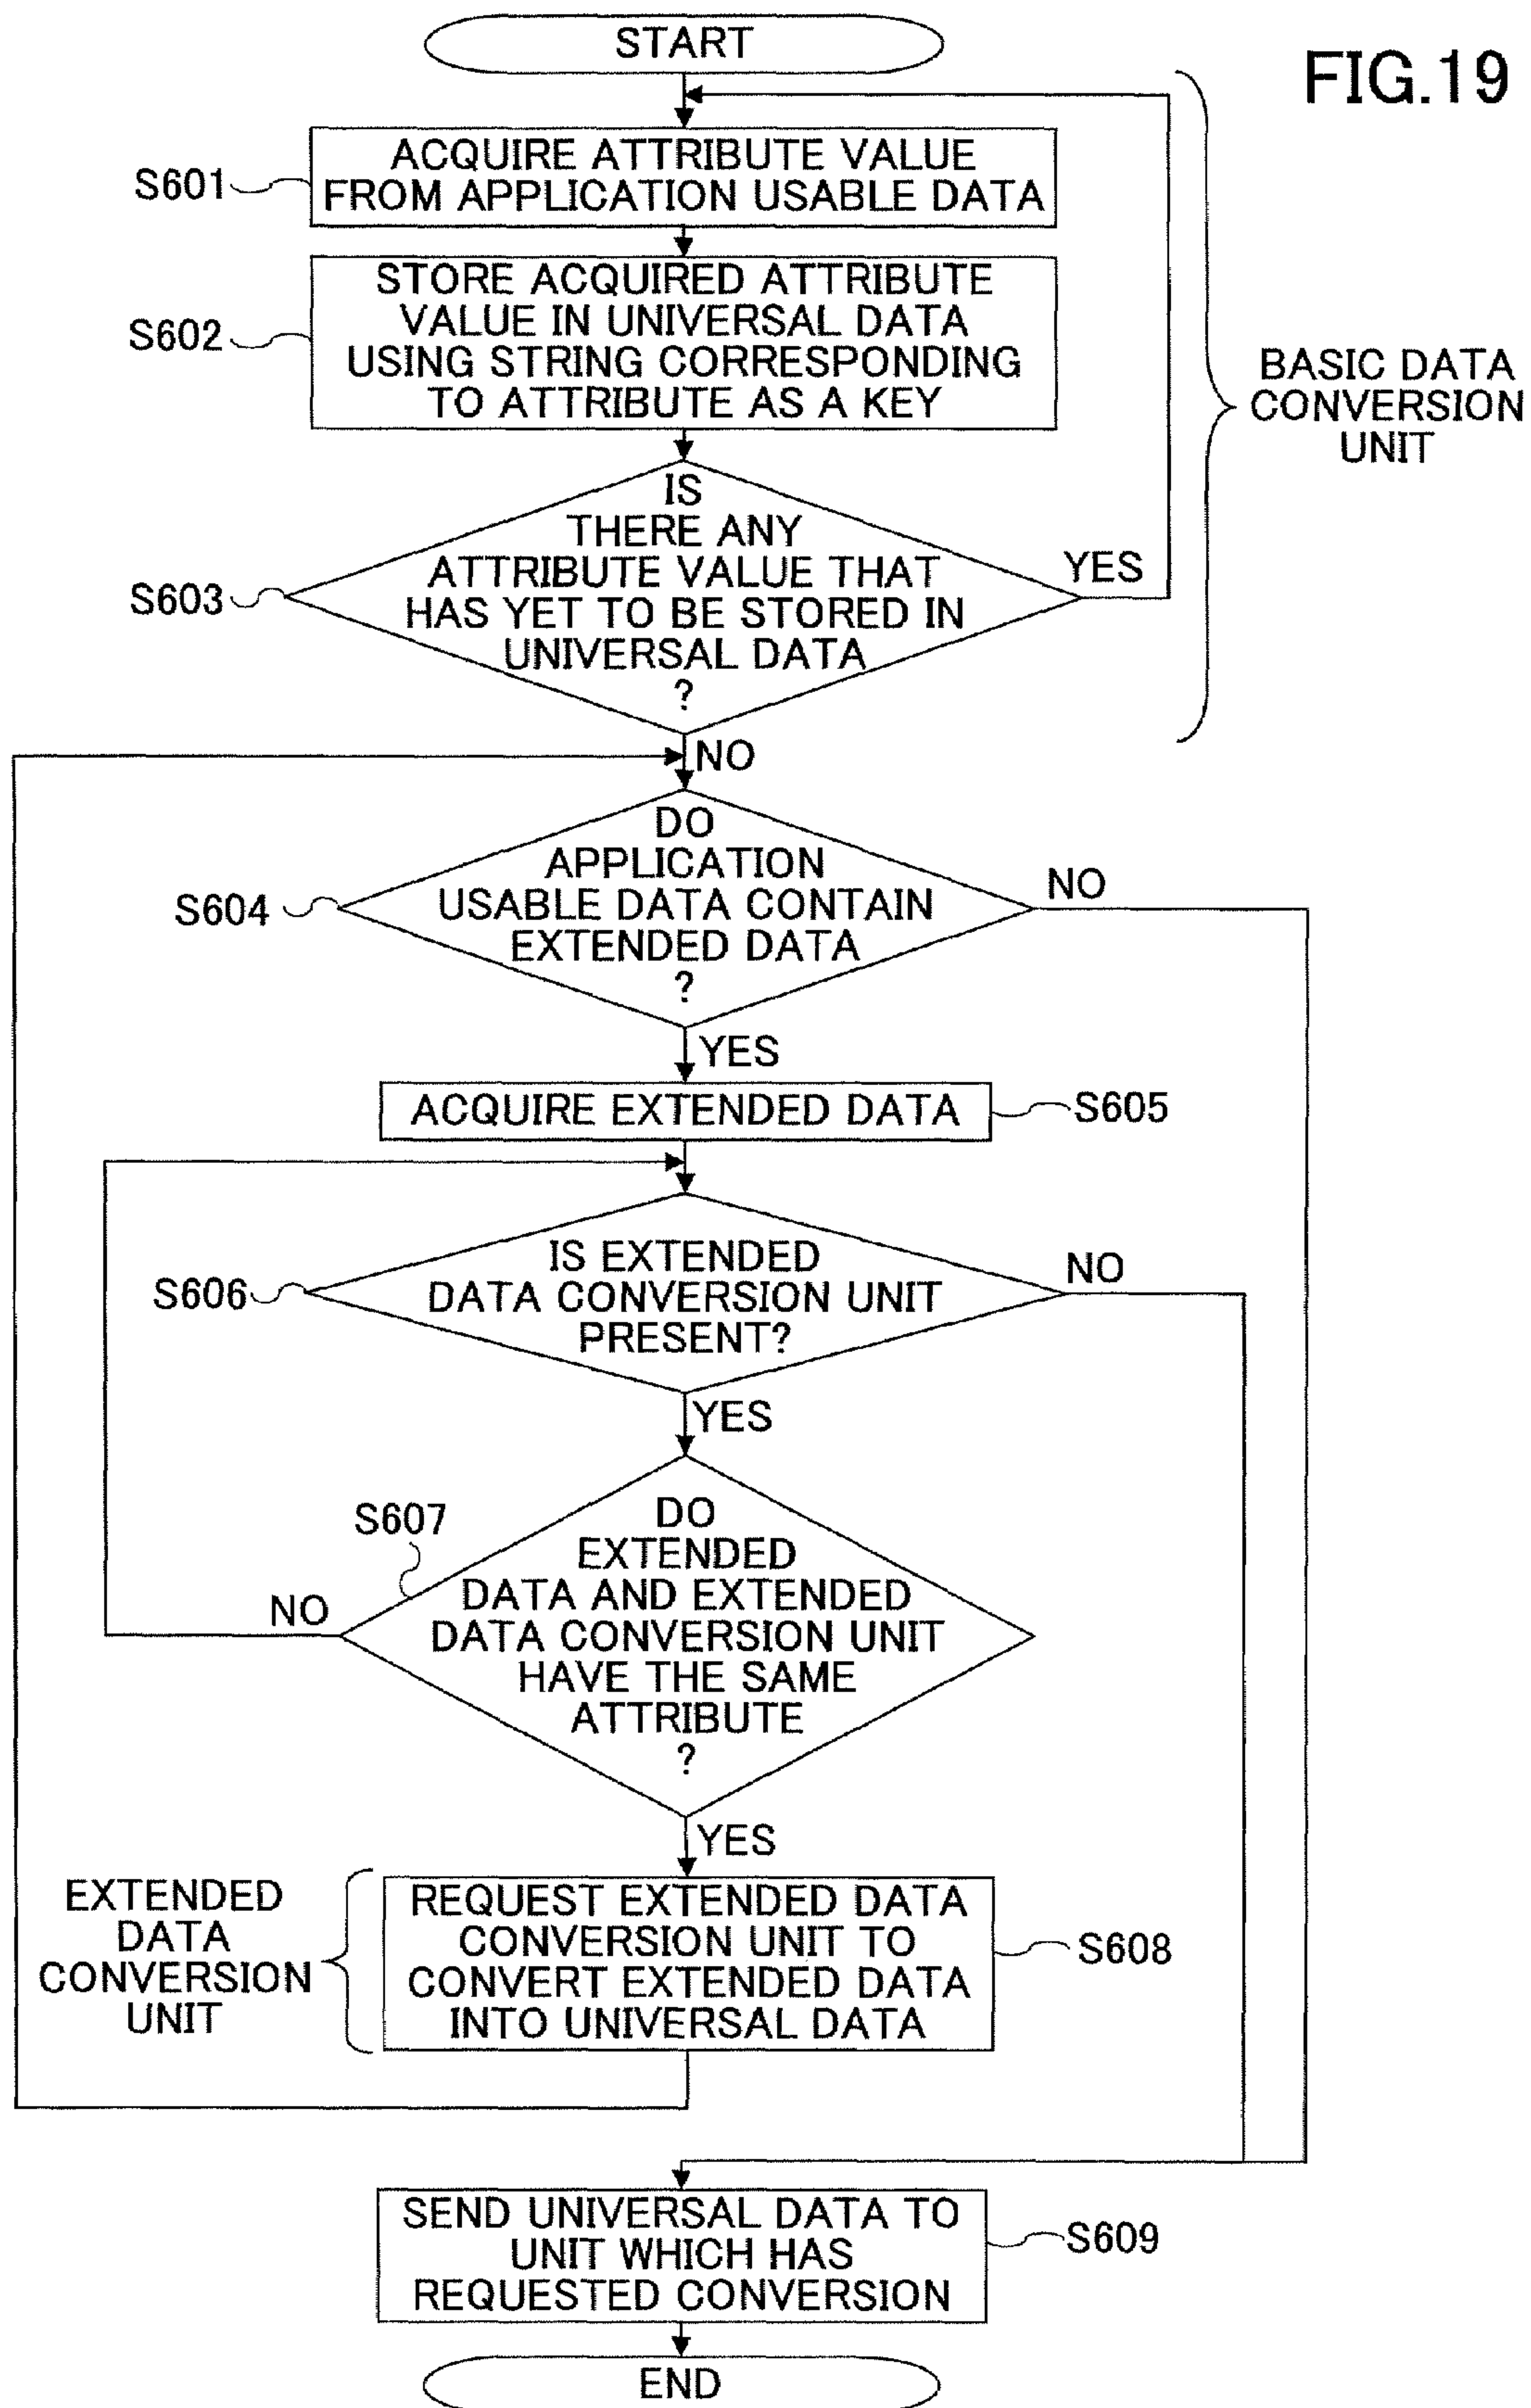 FIG.19
START
S601
ACQUIRE ATTRIBUTE VALUE
FROM APPLICATION USABLE DATA
S602
STORE ACQUIRED ATTRIBUTE
VALUE IN UNIVERSAL DATA
USING STRING CORRESPONDING
TO ATTRIBUTE AS A KEY
BASIC DATA
CONVERSION
UNIT
S603
IS
THERE ANY
ATTRIBUTE VALUE THAT
HAS YET TO BE STORED IN
UNIVERSAL DATA
?
YES
NO
S604
DO
APPLICATION
USABLE DATA CONTAIN
EXTENDED DATA
?
NO
YES
ACQUIRE EXTENDED DATA
S605
S606
IS EXTENDED
DATA CONVERSION UNIT
PRESENT?
NO
YES
S607
DO
EXTENDED
DATA AND EXTENDED
DATA CONVERSION UNIT
HAVE THE SAME
ATTRIBUTE
?
NO
YES
EXTENDED
DATA
CONVERSION
UNIT
REQUEST EXTENDED DATA
CONVERSION UNIT TO
CONVERT EXTENDED DATA
INTO UNIVERSAL DATA
S608
SEND UNIVERSAL DATA TO
UNIT WHICH HAS
REQUESTED CONVERSION
S609
END